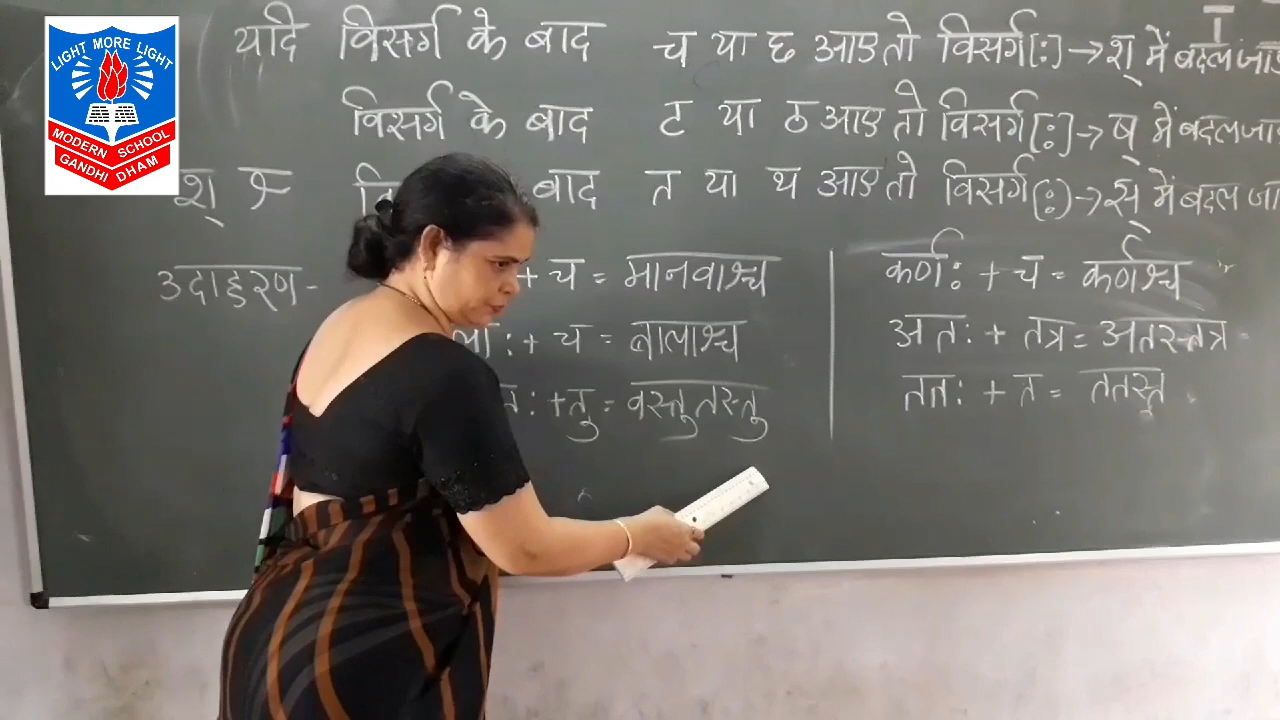 LIGHT MORE LIGHT
MODERN SCHOOL
GANDHI DHAM
यदि विसर्ग के बाद च या छ आए तो विसर्ग [:] → श् में बदल जाए
विसर्ग के बाद ट या ठ आए तो विसर्ग [:] → ष् में बदल जा
श् बाद त या थ आए तो विसर्ग (:) → स् में बदल जा
उदाहरण - + च = मानवाश्च
ला : + च = बालाश्च
त : + तु = वस्तुतस्तु
कर्ण : + च = कर्णश्च
अत : + तत्र = अतस्तत्र
तत : + त = ततस्तु